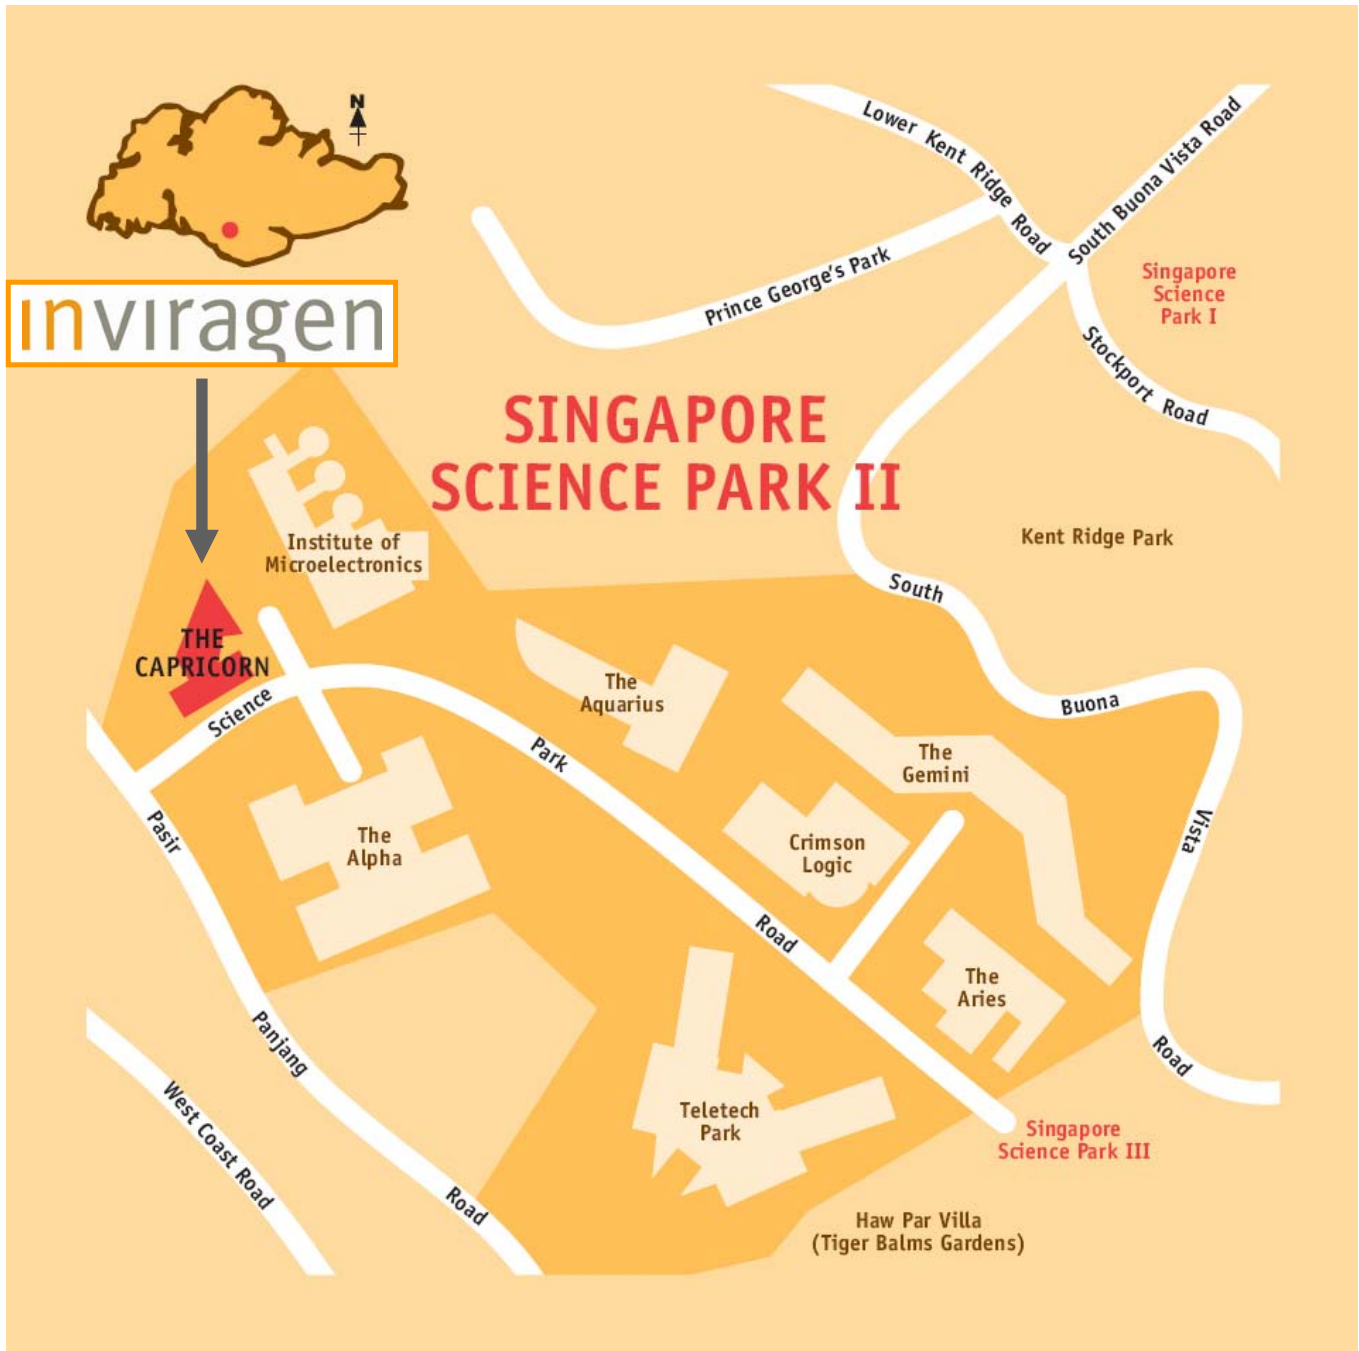 N
inviragen
Lower Kent Ridge Road
South Buona Vista Road
Prince George's Park
Singapore
Science
Park I
Stockport Road
SINGAPORE
SCIENCE PARK II
Kent Ridge Park
Institute of
Microelectronics
South Buona Vista Road
THE
CAPRICORN
Science Park Road
The
Aquarius
The
Gemini
Crimson
Logic
The
Alpha
The
Aries
Pasir Panjang Road
West Coast Road
Teletech
Park
Singapore
Science Park III
Haw Par Villa
(Tiger Balms Gardens)